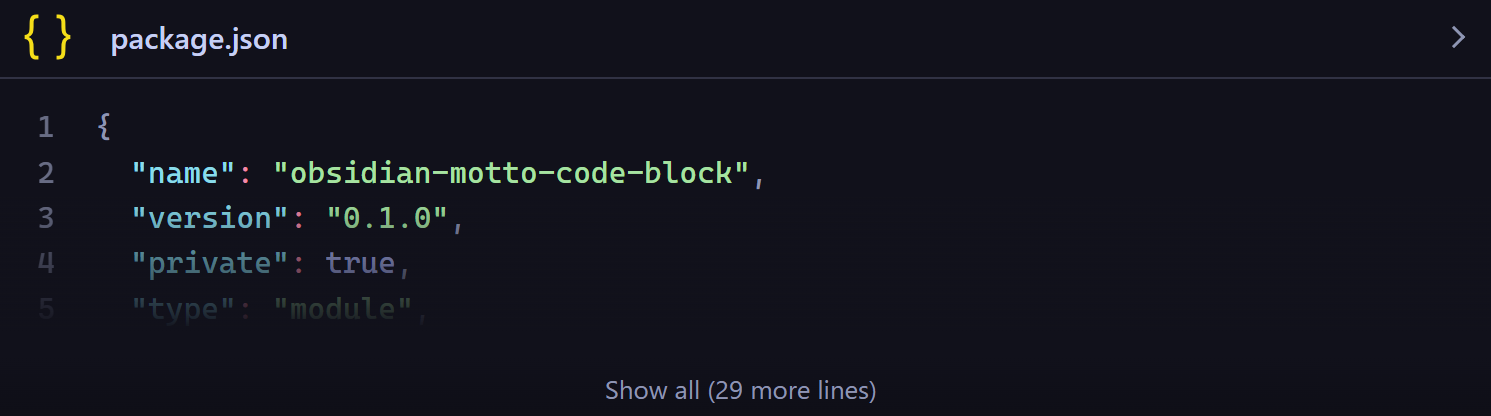 { } package.json
1 {
2 "name": "obsidian-motto-code-block",
3 "version": "0.1.0",
4 "private": true,
5 "type": "module",
Show all (29 more lines)